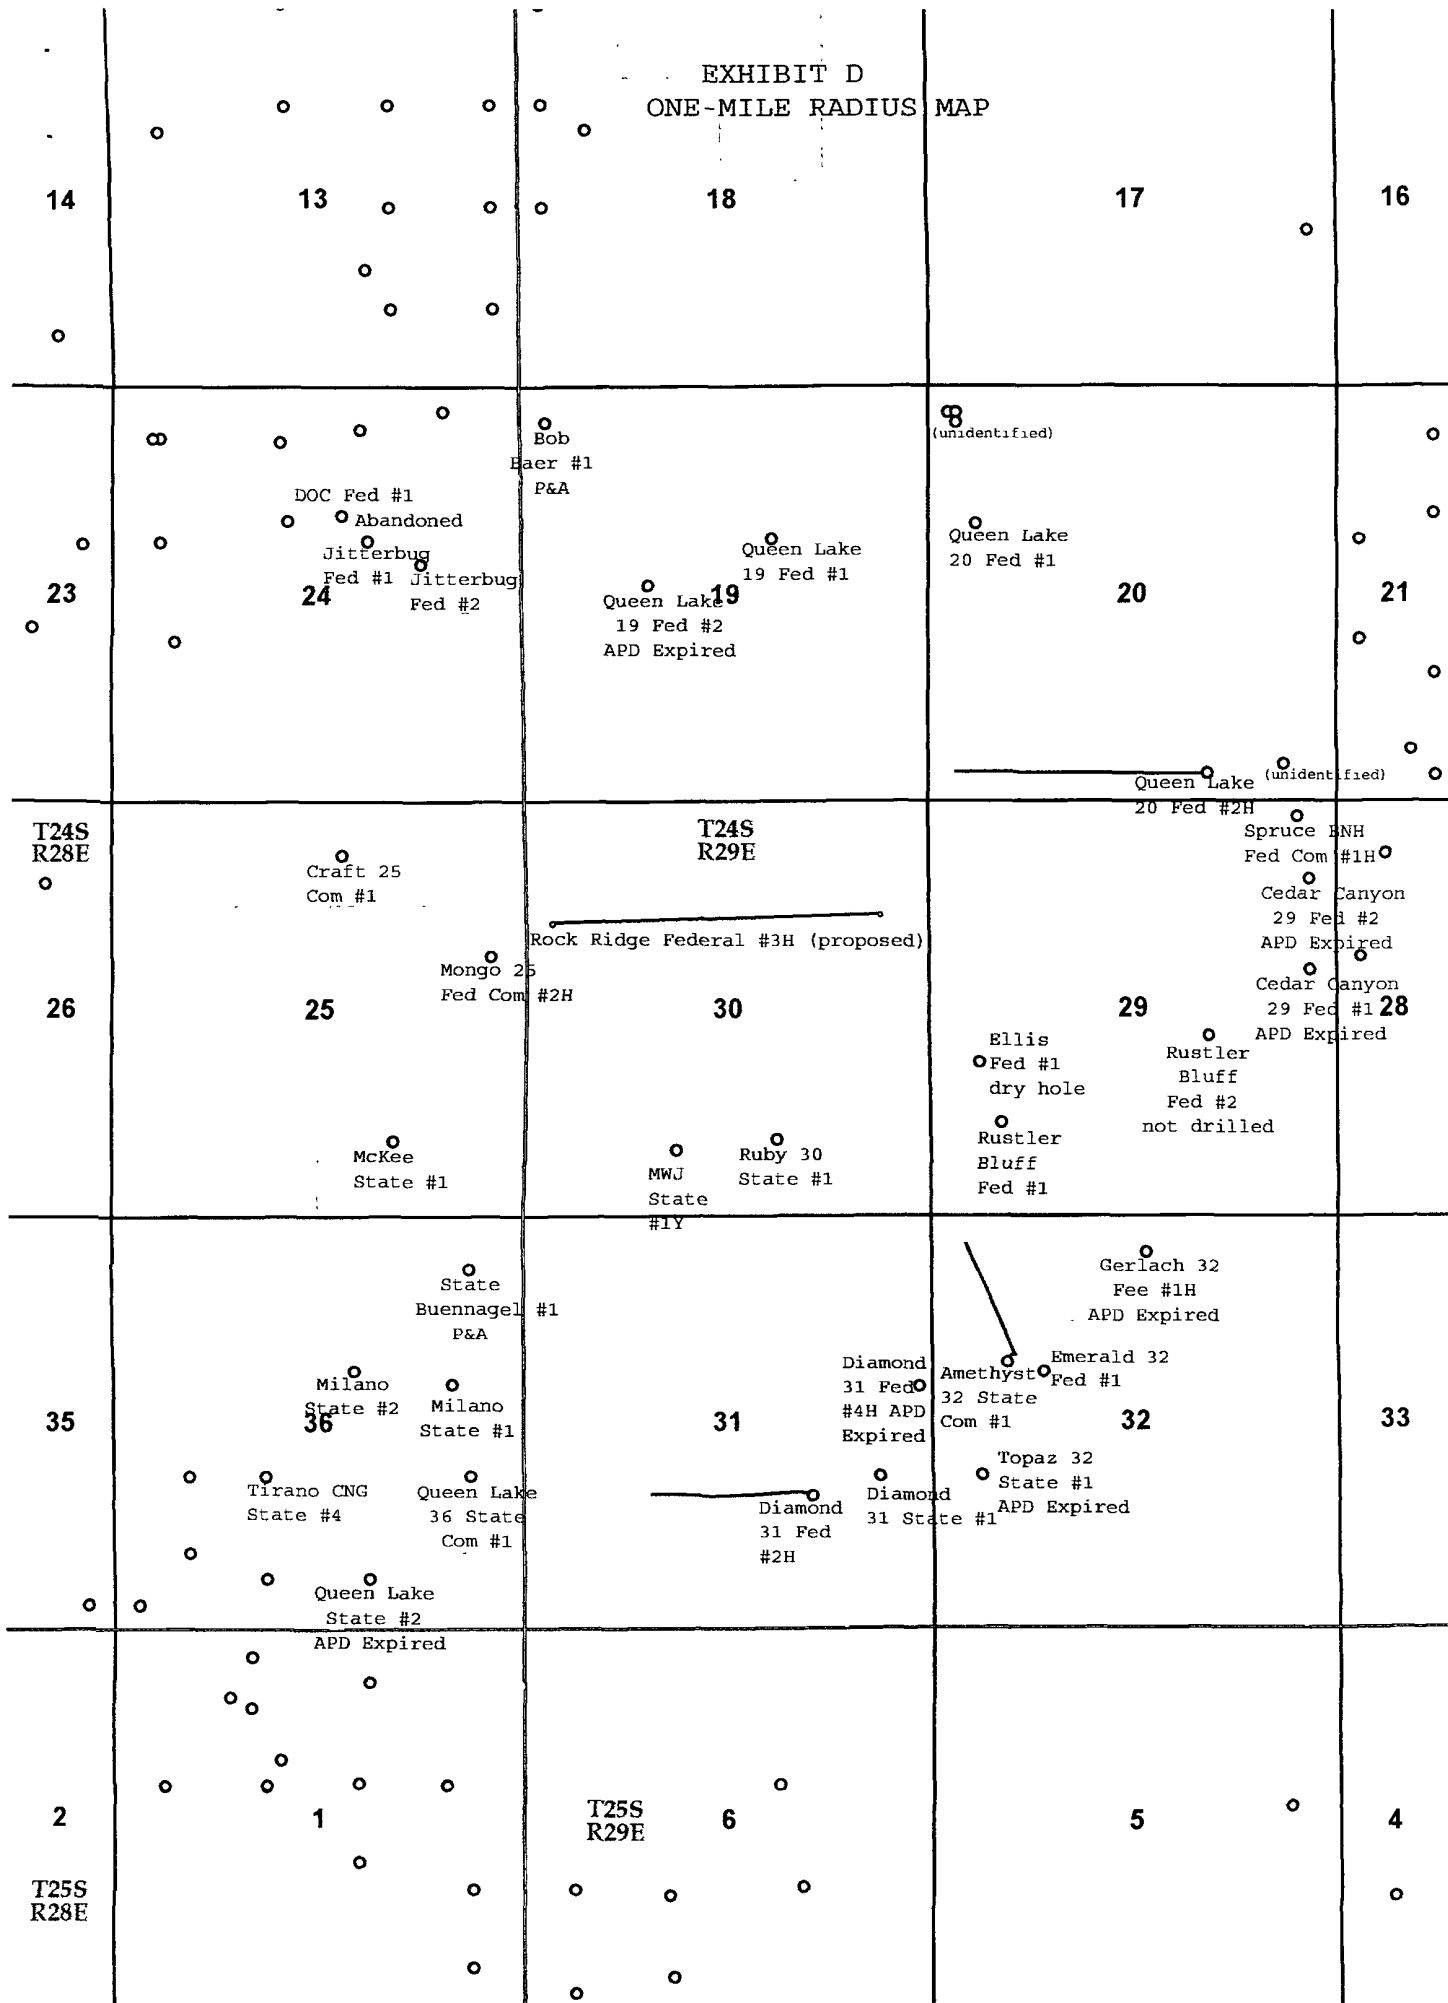 EXHIBIT D
ONE-MILE RADIUS MAP
14
13
18
17
16
Bob
Baer #1
P&A
(unidentified)
DOC Fed #1
Abandoned
Jitterbug
Fed #1
Jitterbug
Fed #2
Queen Lake
19 Fed #1
Queen Lake
20 Fed #1
23
24
Queen Lake
19 Fed #2
APD Expired
19
20
21
Queen Lake
20 Fed #2H
(unidentified)
T24S
R28E
T24S
R29E
Spruce BNH
Fed Com #1H
Craft 25
Com #1
Cedar Canyon
29 Fed #2
APD Expired
Rock Ridge Federal #3H (proposed)
Mongo 25
Fed Com #2H
Cedar Canyon
29 Fed #1
APD Expired
26
25
30
29
28
Ellis
Fed #1
dry hole
Rustler
Bluff
Fed #2
not drilled
McKee
State #1
MWJ
State
#1Y
Ruby 30
State #1
Rustler
Bluff
Fed #1
State
Buennagel #1
P&A
Gerlach 32
Fee #1H
APD Expired
Milano
State #2
Milano
State #1
Diamond
31 Fed
#4H APD
Expired
Amethyst
32 State
Com #1
Emerald 32
Fed #1
35
36
31
32
33
Tirano CNG
State #4
Queen Lake
36 State
Com #1
Diamond
31 Fed
#2H
Diamond
31 State #1
Topaz 32
State #1
APD Expired
Queen Lake
State #2
APD Expired
2
1
T25S
R29E
6
5
4
T25S
R28E